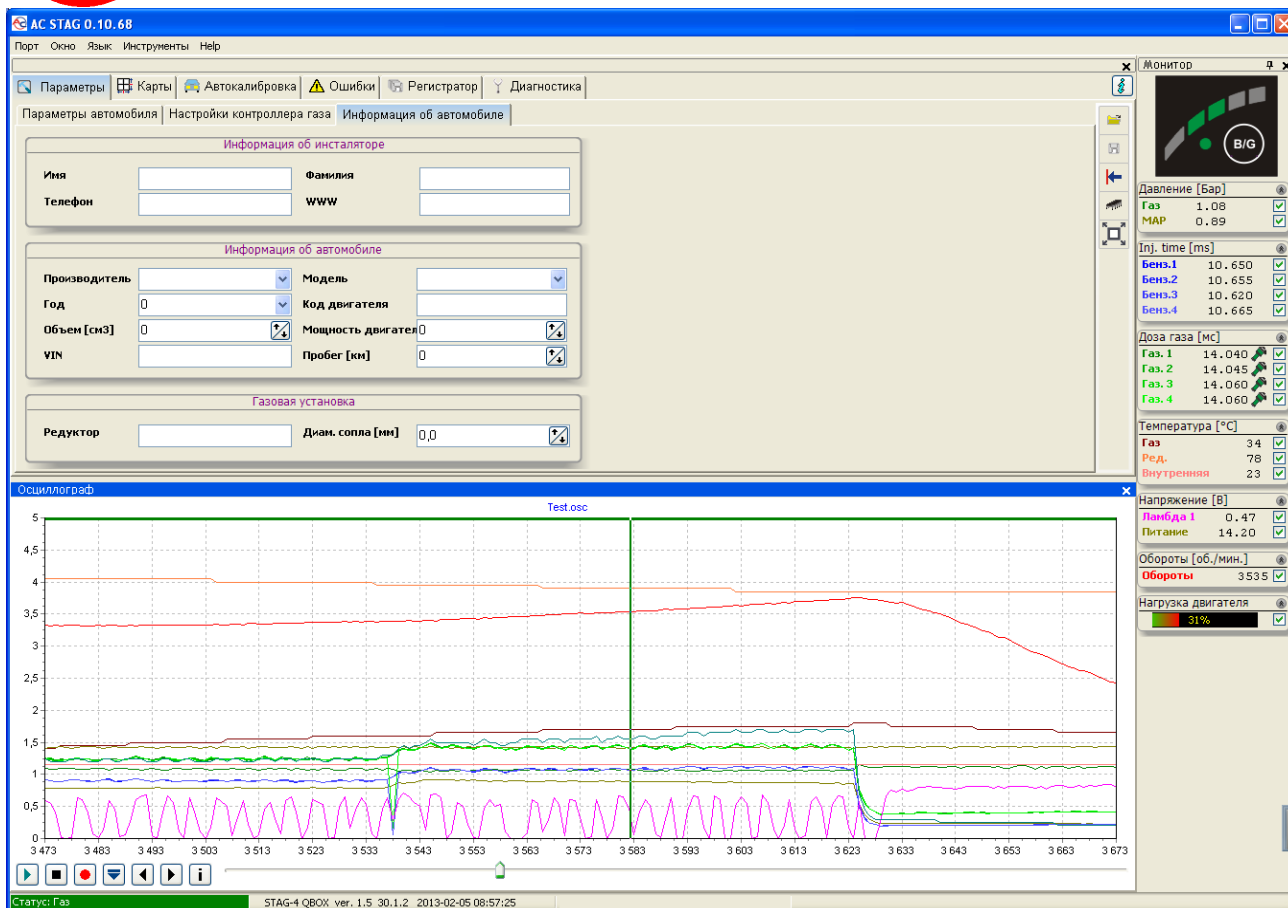 AC STAG 0.10.68
Порт Окно Язык Инструменты Help
Параметры Карты Автокалибровка Ошибки Регистратор Диагностика
Параметры автомобиля Настройки контроллера газа Информация об автомобиле
Информация об инсталяторе
Имя Фамилия
Телефон WWW
Информация об автомобиле
Производитель Модель
Год 0 Код двигателя
Объем [см3] 0 Мощность двигател 0
VIN Пробег [км] 0
Газовая установка
Редуктор Диам. сопла [мм] 0,0
Монитор
B/G
Давление [Бар]
Газ 1.08
MAP 0.89
Inj. time [ms]
Бенз.1 10.650
Бенз.2 10.655
Бенз.3 10.620
Бенз.4 10.665
Доза газа [мс]
Газ. 1 14.040
Газ. 2 14.045
Газ. 3 14.060
Газ. 4 14.060
Температура [°C]
Газ 34
Ред. 78
Внутренняя 23
Напряжение [В]
Ламбда 1 0.47
Питание 14.20
Обороты [об./мин.]
Обороты 3535
Нагрузка двигателя
31%
Осциллограф
Test.osc
5
4,5
4
3,5
3
2,5
2
1,5
1
0,5
0
3 473 3 483 3 493 3 503 3 513 3 523 3 533 3 543 3 553 3 563 3 573 3 583 3 593 3 603 3 613 3 623 3 633 3 643 3 653 3 663 3 673
Статус: Газ STAG-4 QBOX ver. 1.5 30.1.2 2013-02-05 08:57:25